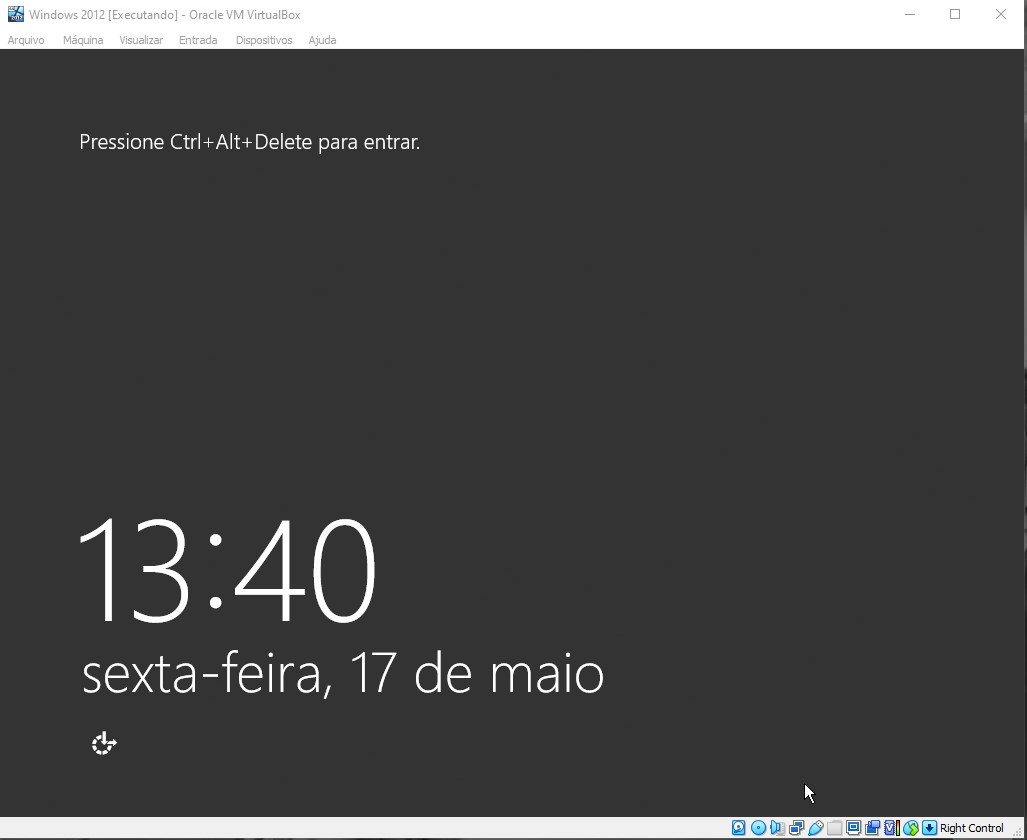 Windows 2012 [Executando] - Oracle VM VirtualBox
Arquivo Máquina Visualizar Entrada Dispositivos Ajuda
Pressione Ctrl+Alt+Delete para entrar.
13:40
sexta-feira, 17 de maio
Right Control